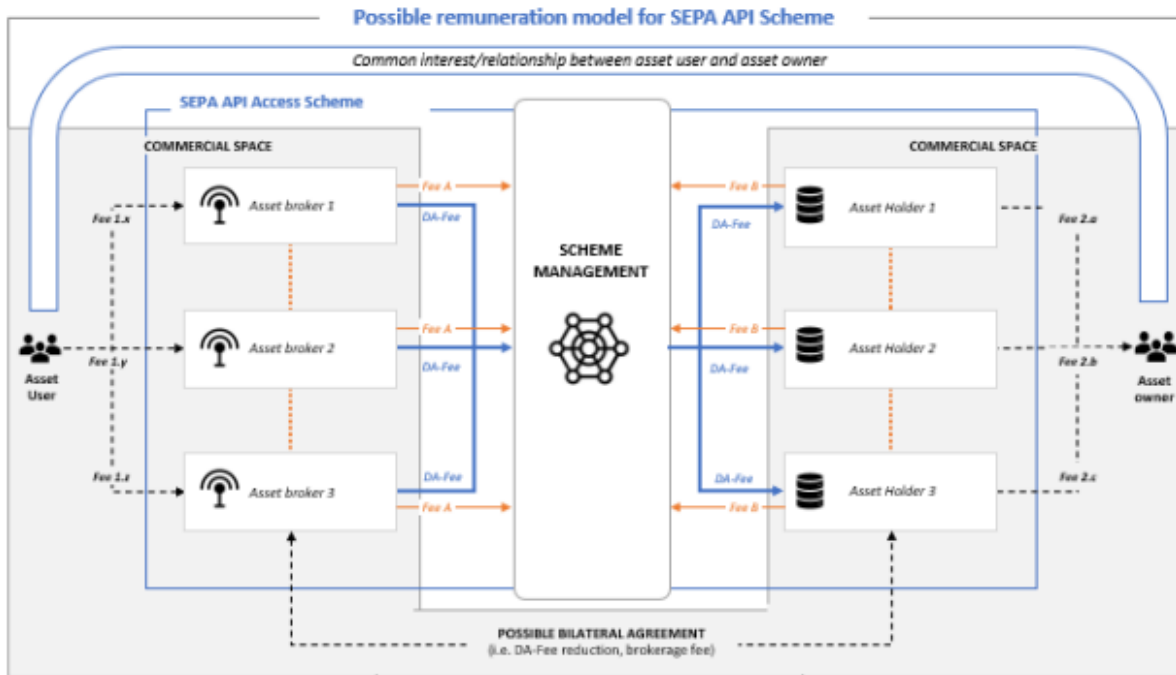 Possible remuneration model for SEPA API Scheme
Common interest/relationship between asset user and asset owner
SEPA API Access Scheme
COMMERCIAL SPACE
COMMERCIAL SPACE
Fee A
Fee B
Asset broker 1
Asset Holder 1
Fee 1.x
DA-Fee
DA-Fee
Fee 2.a
SCHEME
MANAGEMENT
Fee A
Fee B
Asset broker 2
Asset Holder 2
Fee 1.y
DA-Fee
DA-Fee
Fee 2.b
Asset
User
Asset
owner
Fee 1.z
DA-Fee
DA-Fee
Fee 2.c
Asset broker 3
Asset Holder 3
Fee A
Fee B
POSSIBLE BILATERAL AGREEMENT
(i.e. DA-Fee reduction, brokerage fee)